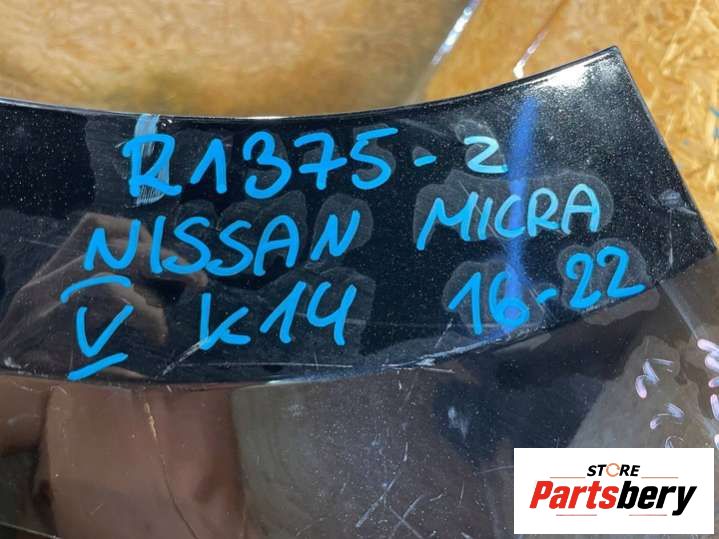 R1375-2
NISSAN MICRA
V K14 16-22
STORE
Partsbery